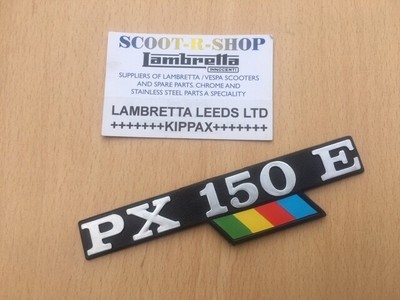 SCOOT-R-SHOP
Lambretta
INNOCENTI
SUPPLIERS OF LAMBRETTA / VESPA SCOOTERS
AND SPARE PARTS. CHROME AND
STAINLESS STEEL PARTS A SPECIALITY
LAMBRETTA LEEDS LTD
+++++++KIPPAX+++++++
PX 150 E